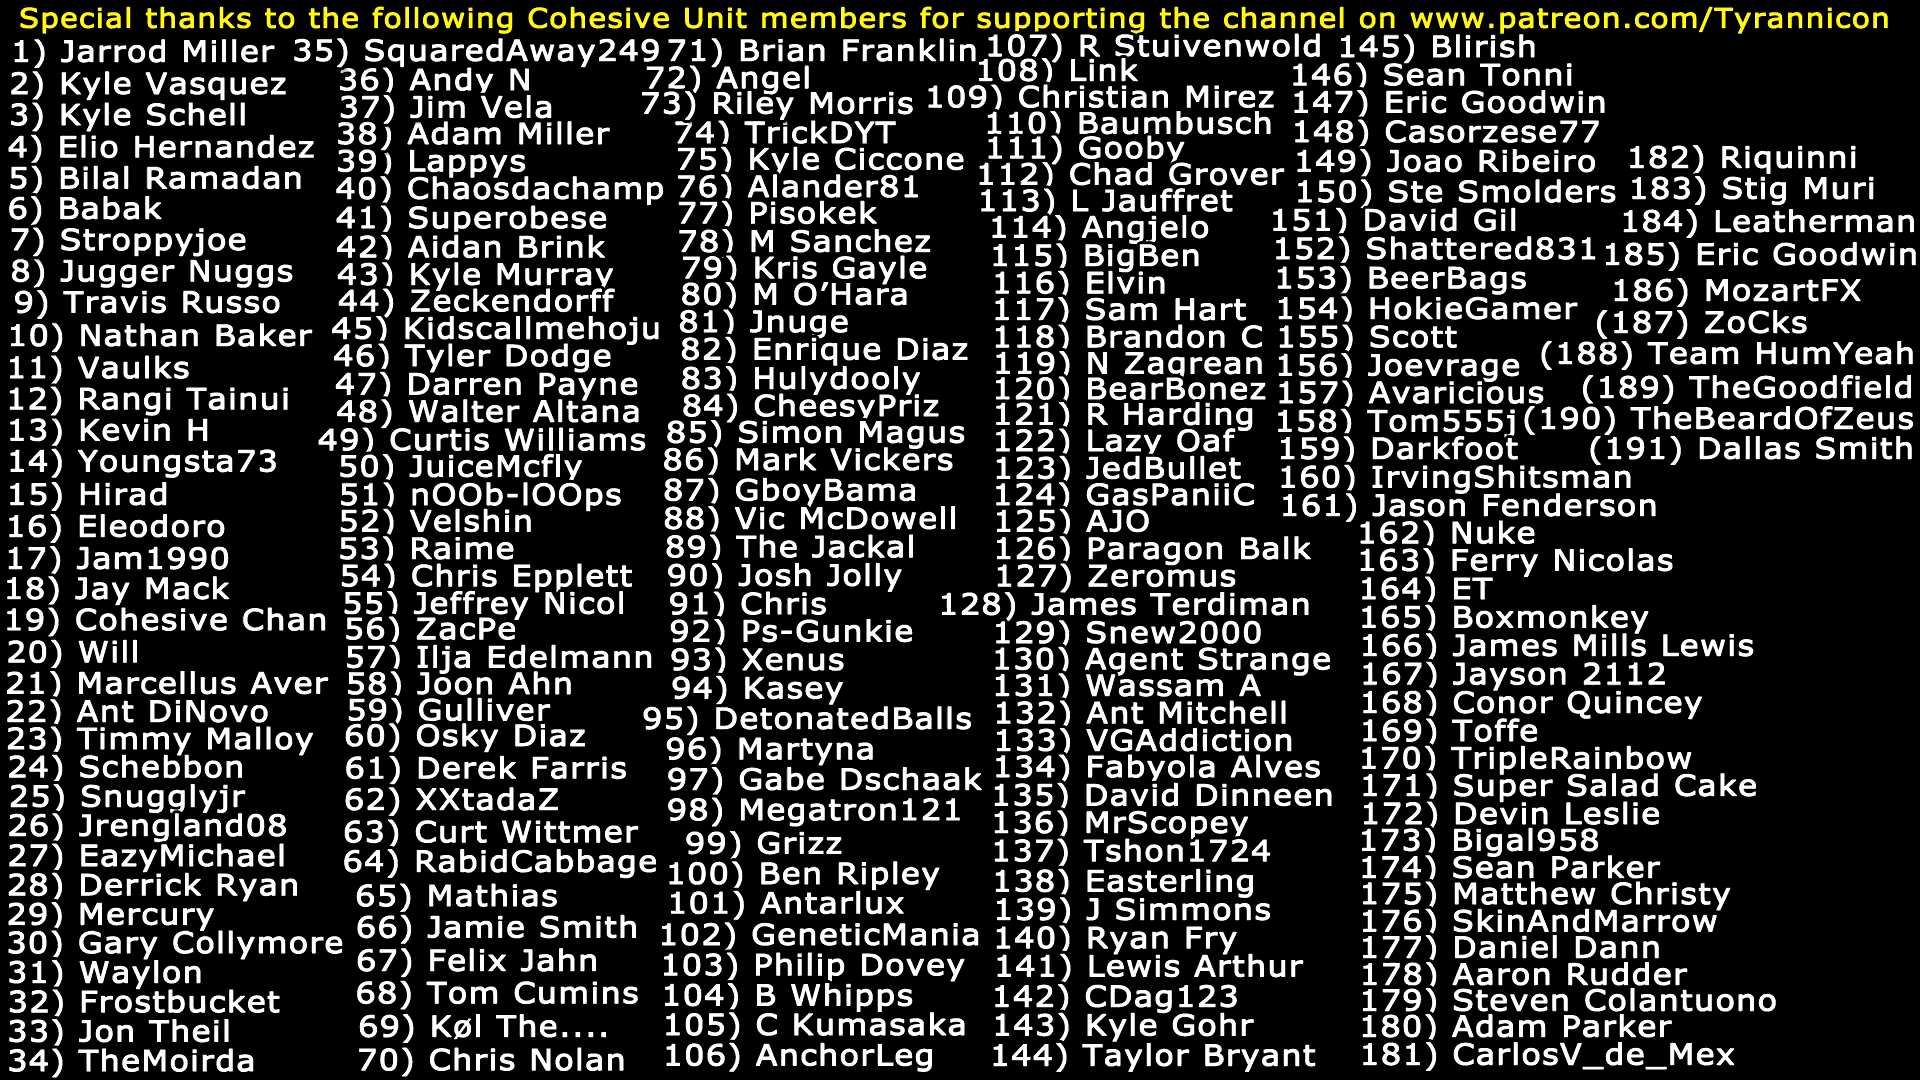 Special thanks to the following Cohesive Unit members for supporting the channel on www.patreon.com/Tyrannicon
1) Jarrod Miller
2) Kyle Vasquez
3) Kyle Schell
4) Elio Hernandez
5) Bilal Ramadan
6) Babak
7) Stroppyjoe
8) Jugger Nuggs
9) Travis Russo
10) Nathan Baker
11) Vaulks
12) Rangi Tainui
13) Kevin H
14) Youngsta73
15) Hirad
16) Eleodoro
17) Jam1990
18) Jay Mack
19) Cohesive Chan
20) Will
21) Marcellus Aver
22) Ant DiNovo
23) Timmy Malloy
24) Schebbon
25) Snugglyjr
26) Jrengland08
27) EazyMichael
28) Derrick Ryan
29) Mercury
30) Gary Collymore
31) Waylon
32) Frostbucket
33) Jon Theil
34) TheMoirda
35) SquaredAway249
36) Andy N
37) Jim Vela
38) Adam Miller
39) Lappys
40) Chaosdachamp
41) Superobese
42) Aidan Brink
43) Kyle Murray
44) Zeckendorff
45) Kidscallmehoju
46) Tyler Dodge
47) Darren Payne
48) Walter Altana
49) Curtis Williams
50) JuiceMcfly
51) nOOb-lOOps
52) Velshin
53) Raime
54) Chris Epplett
55) Jeffrey Nicol
56) ZacPe
57) Ilja Edelmann
58) Joon Ahn
59) Gulliver
60) Osky Diaz
61) Derek Farris
62) XXtadaZ
63) Curt Wittmer
64) RabidCabbage
65) Mathias
66) Jamie Smith
67) Felix Jahn
68) Tom Cumins
69) Køl The....
70) Chris Nolan
71) Brian Franklin
72) Angel
73) Riley Morris
74) TrickDYT
75) Kyle Ciccone
76) Alander81
77) Pisokek
78) M Sanchez
79) Kris Gayle
80) M O'Hara
81) Jnuge
82) Enrique Diaz
83) Hulydooly
84) CheesyPriz
85) Simon Magus
86) Mark Vickers
87) GboyBama
88) Vic McDowell
89) The Jackal
90) Josh Jolly
91) Chris
92) Ps-Gunkie
93) Xenus
94) Kasey
95) DetonatedBalls
96) Martyna
97) Gabe Dschaak
98) Megatron121
99) Grizz
100) Ben Ripley
101) Antarlux
102) GeneticMania
103) Philip Dovey
104) B Whipps
105) C Kumasaka
106) AnchorLeg
107) R Stuivenwold
108) Link
109) Christian Mirez
110) Baumbusch
111) Gooby
112) Chad Grover
113) L Jauffret
114) Angjelo
115) BigBen
116) Elvin
117) Sam Hart
118) Brandon C
119) N Zagrean
120) BearBonez
121) R Harding
122) Lazy Oaf
123) JedBullet
124) GasPaniiC
125) AJO
126) Paragon Balk
127) Zeromus
128) James Terdiman
129) Snew2000
130) Agent Strange
131) Wassam A
132) Ant Mitchell
133) VGAddiction
134) Fabyola Alves
135) David Dinneen
136) MrScopey
137) Tshon1724
138) Easterling
139) J Simmons
140) Ryan Fry
141) Lewis Arthur
142) CDag123
143) Kyle Gohr
144) Taylor Bryant
145) Blirish
146) Sean Tonni
147) Eric Goodwin
148) Casorzese77
149) Joao Ribeiro
150) Ste Smolders
151) David Gil
152) Shattered831
153) BeerBags
154) HokieGamer
155) Scott
156) Joevrage
157) Avaricious
158) Tom555j
159) Darkfoot
160) IrvingShitsman
161) Jason Fenderson
162) Nuke
163) Ferry Nicolas
164) ET
165) Boxmonkey
166) James Mills Lewis
167) Jayson 2112
168) Conor Quincey
169) Toffe
170) TripleRainbow
171) Super Salad Cake
172) Devin Leslie
173) Bigal958
174) Sean Parker
175) Matthew Christy
176) SkinAndMarrow
177) Daniel Dann
178) Aaron Rudder
179) Steven Colantuono
180) Adam Parker
181) CarlosV_de_Mex
182) Riquinni
183) Stig Muri
184) Leatherman
185) Eric Goodwin
186) MozartFX
(187) ZoCks
(188) Team HumYeah
(189) TheGoodfield
(190) TheBeardOfZeus
(191) Dallas Smith